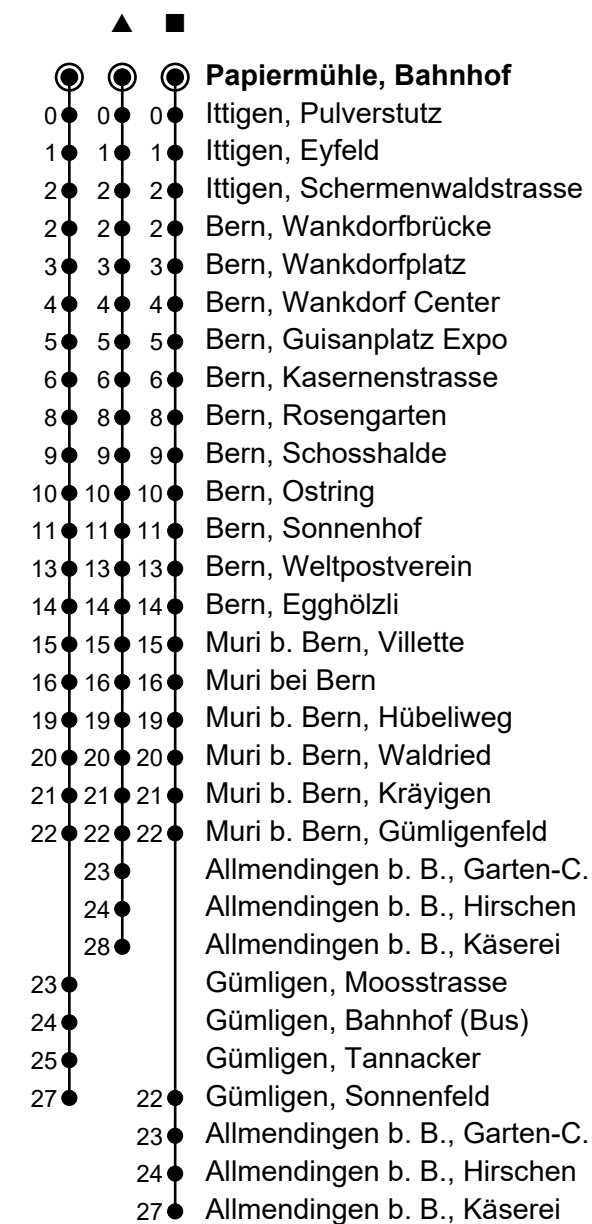 ▲ ■
Papiermühle, Bahnhof
0 0 0 Ittigen, Pulverstutz
1 1 1 Ittigen, Eyfeld
2 2 2 Ittigen, Schermenwaldstrasse
2 2 2 Bern, Wankdorfbrücke
3 3 3 Bern, Wankdorfplatz
4 4 4 Bern, Wankdorf Center
5 5 5 Bern, Guisanplatz Expo
6 6 6 Bern, Kasernenstrasse
8 8 8 Bern, Rosengarten
9 9 9 Bern, Schosshalde
10 10 10 Bern, Ostring
11 11 11 Bern, Sonnenhof
13 13 13 Bern, Weltpostverein
14 14 14 Bern, Egghölzli
15 15 15 Muri b. Bern, Villette
16 16 16 Muri bei Bern
19 19 19 Muri b. Bern, Hübeliweg
20 20 20 Muri b. Bern, Waldried
21 21 21 Muri b. Bern, Kräyigen
22 22 22 Muri b. Bern, Gümligenfeld
23 Allmendingen b. B., Garten-C.
24 Allmendingen b. B., Hirschen
28 Allmendingen b. B., Käserei
23 Gümligen, Moosstrasse
24 Gümligen, Bahnhof (Bus)
25 Gümligen, Tannacker
27 22 Gümligen, Sonnenfeld
23 Allmendingen b. B., Garten-C.
24 Allmendingen b. B., Hirschen
27 Allmendingen b. B., Käserei